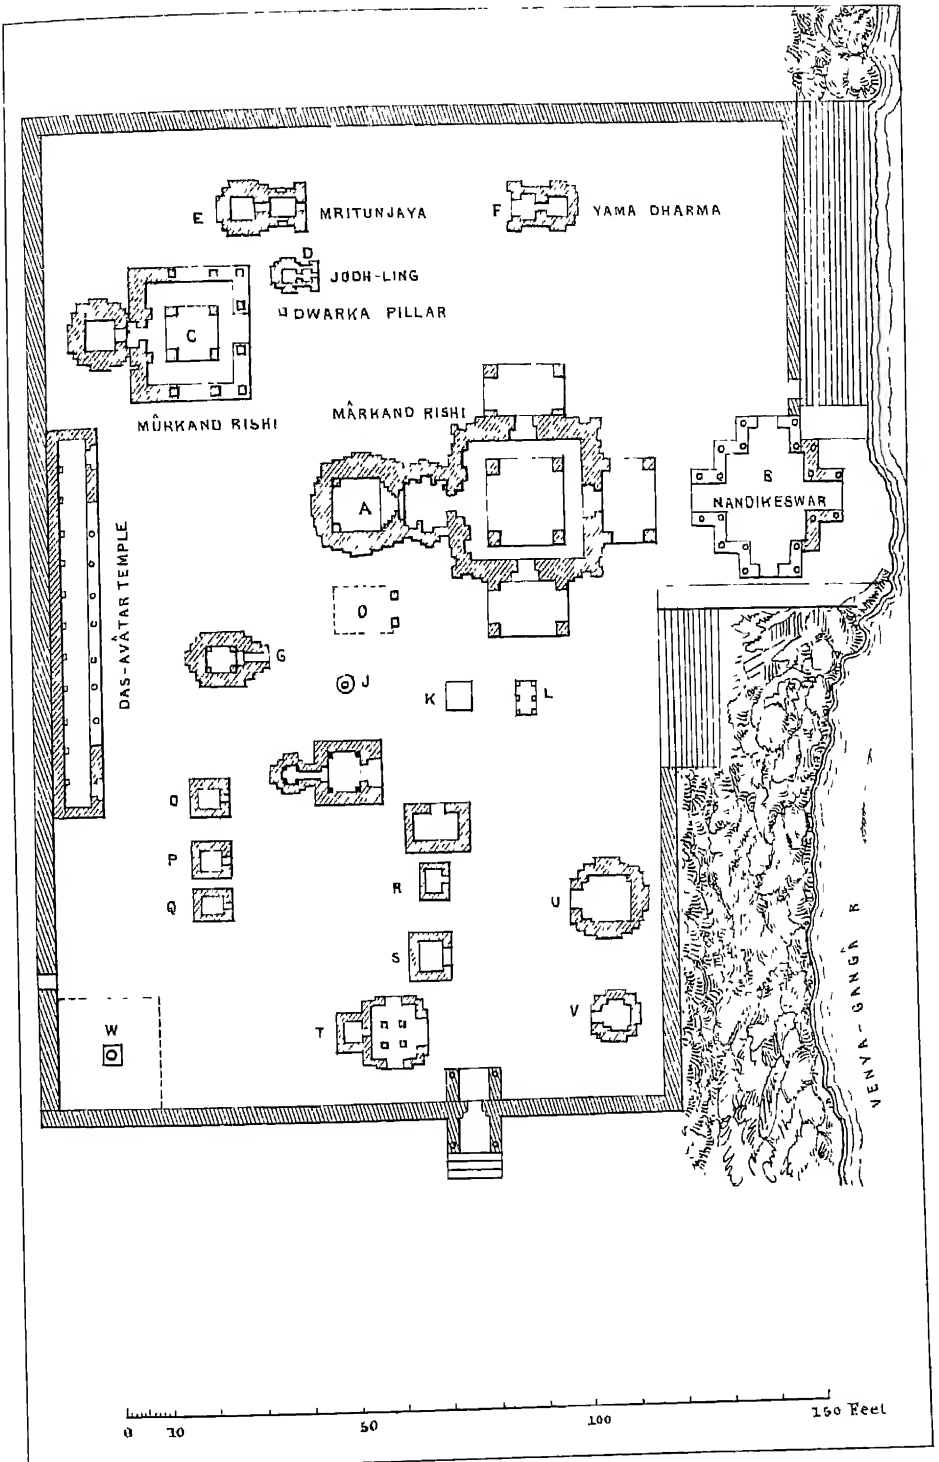 E MRITUNJAYA
F YAMA DHARMA
D
JODH-LING
DWARKA PILLAR
C
MÛRKAND RISHI
MÂRKAND RISHI
A
B
NANDIKESWAR
DAS-AVÂTAR TEMPLE
O
G
J
K
L
O
P
Q
R
S
T
U
V
W
VENYA-GANGÂ R
0 10 50 100 150 Feet